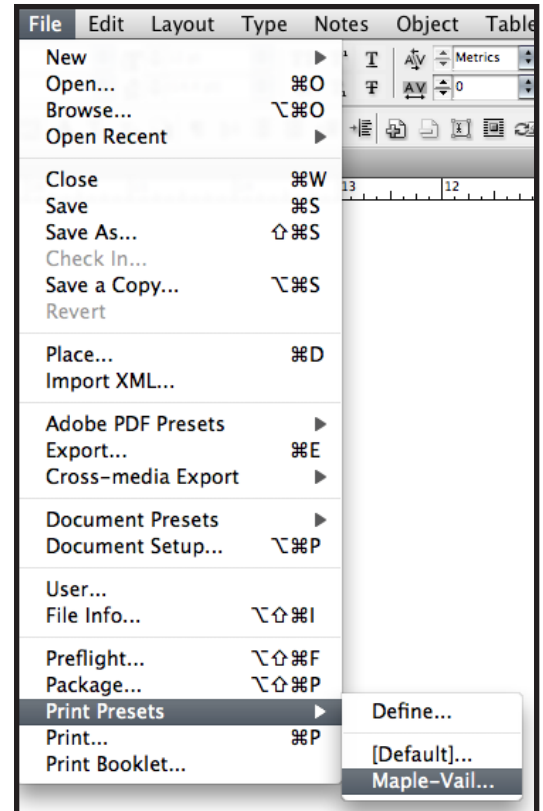 File Edit Layout Type Notes Object Table
New ▶
Open... ⌘O
Browse... ⌥⌘O
Open Recent ▶
Close ⌘W
Save ⌘S
Save As... ⇧⌘S
Check In...
Save a Copy... ⌥⌘S
Revert
Place... ⌘D
Import XML...
Adobe PDF Presets ▶
Export... ⌘E
Cross-media Export ▶
Document Presets ▶
Document Setup... ⌥⌘P
User...
File Info... ⌥⇧⌘I
Preflight... ⌥⇧⌘F
Package... ⌥⇧⌘P
Print Presets ▶
Print... ⌘P
Print Booklet...
Define...
[Default]...
Maple-Vail...
T AV Metrics
T AV 0
13 12